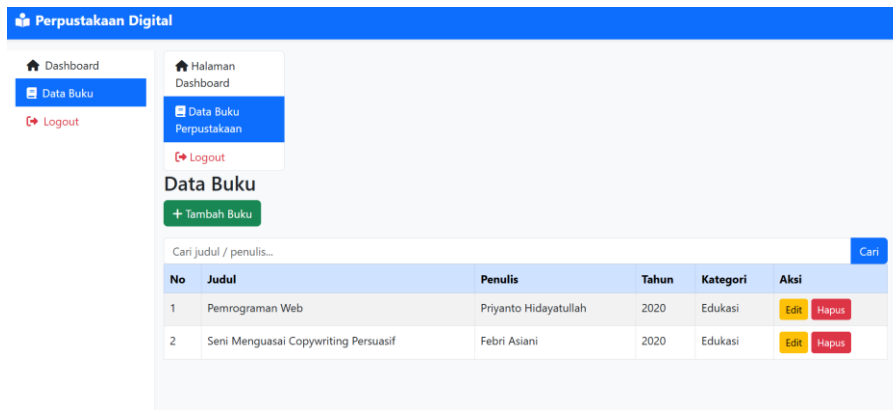 Perpustakaan Digital
Dashboard
Data Buku
Logout
Halaman
Dashboard
Data Buku
Perpustakaan
Logout
Data Buku
+ Tambah Buku
Cari judul / penulis... Cari
No Judul Penulis Tahun Kategori Aksi
1 Pemrograman Web Priyanto Hidayatullah 2020 Edukasi Edit Hapus
2 Seni Menguasai Copywriting Persuasif Febri Asiani 2020 Edukasi Edit Hapus